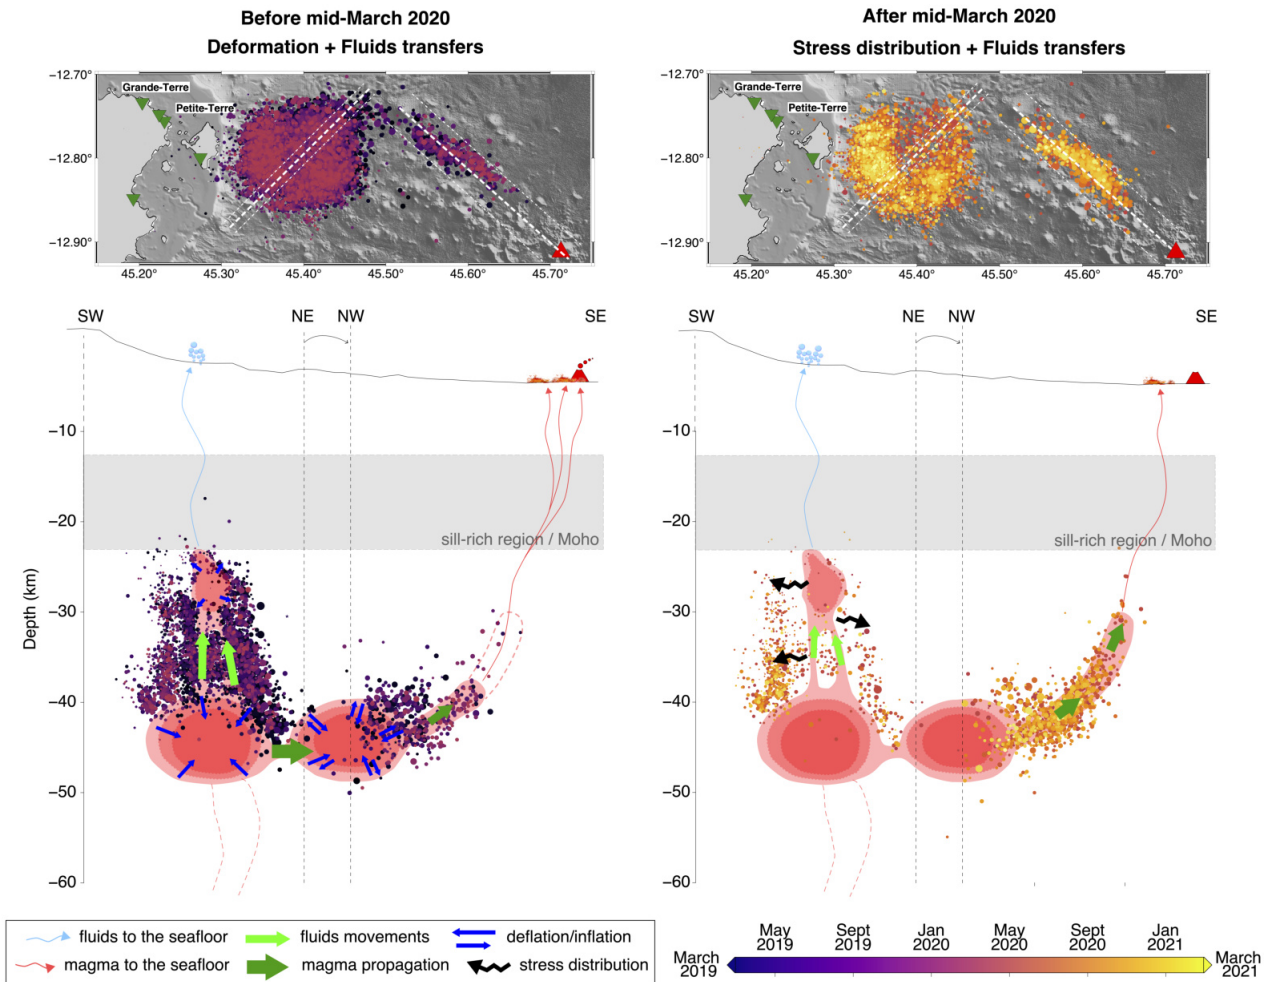 Before mid-March 2020
Deformation + Fluids transfers
−12.70°
−12.80°
−12.90°
Grande-Terre
Petite-Terre
45.20° 45.30° 45.40° 45.50° 45.60° 45.70°
After mid-March 2020
Stress distribution + Fluids transfers
−12.70°
−12.80°
−12.90°
Grande-Terre
Petite-Terre
45.20° 45.30° 45.40° 45.50° 45.60° 45.70°
SW NE NW SE
Depth (km)
−10
−20
−30
−40
−50
−60
sill-rich region / Moho
SW NE NW SE
−10
−20
−30
−40
−50
−60
sill-rich region / Moho
fluids to the seafloor fluids movements deflation/inflation
magma to the seafloor magma propagation stress distribution
May Sept Jan May Sept Jan
2019 2019 2020 2020 2020 2021
March March
2019 2021